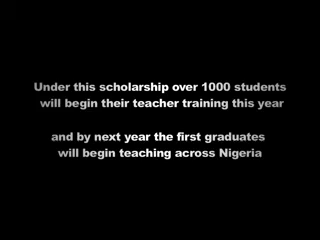 Under this scholarship over 1000 students
will begin their teacher training this year
and by next year the first graduates
will begin teaching across Nigeria